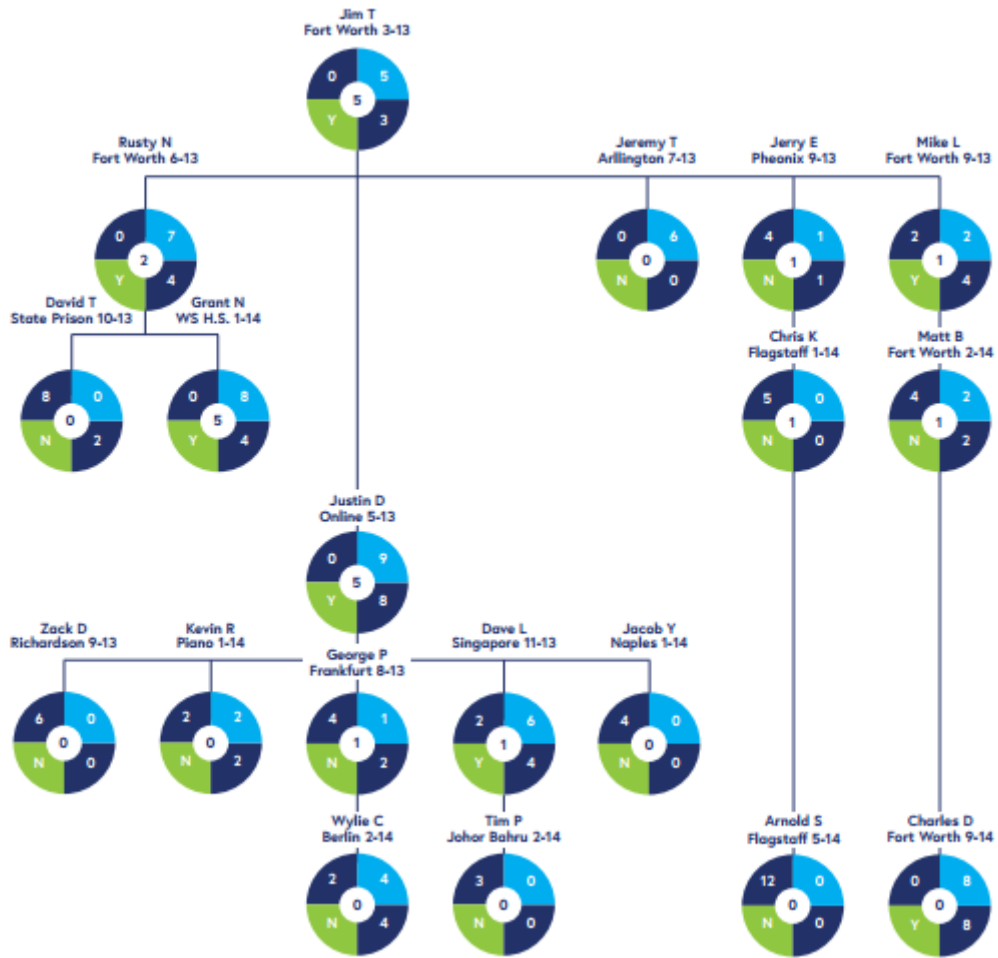 Jim T
Fort Worth 3-13
0 5
5
Y 3
Rusty N
Fort Worth 6-13
Jeremy T
Arllington 7-13
Jerry E
Pheonix 9-13
Mike L
Fort Worth 9-13
0 7
2
Y 4
0 6
0
N 0
4 1
1
N 1
2 2
1
Y 4
David T
State Prison 10-13
Grant N
WS H.S. 1-14
Chris K
Flagstaff 1-14
Matt B
Fort Worth 2-14
8 0
0
N 2
0 8
5
Y 4
5 0
1
N 0
4 2
1
N 2
Justin D
Online 5-13
0 9
5
Y 8
Zack D
Richardson 9-13
Kevin R
Piano 1-14
George P
Frankfurt 8-13
Dave L
Singapore 11-13
Jacob Y
Naples 1-14
6 0
0
N 0
2 2
0
N 2
4 1
1
N 2
2 6
1
Y 4
4 0
0
N 0
Wylie C
Berlin 2-14
Tim P
Johor Bahru 2-14
Arnold S
Flagstaff 5-14
Charles D
Fort Worth 9-14
2 4
0
N 4
3 0
0
N 0
12 0
0
N 0
0 8
0
Y 8